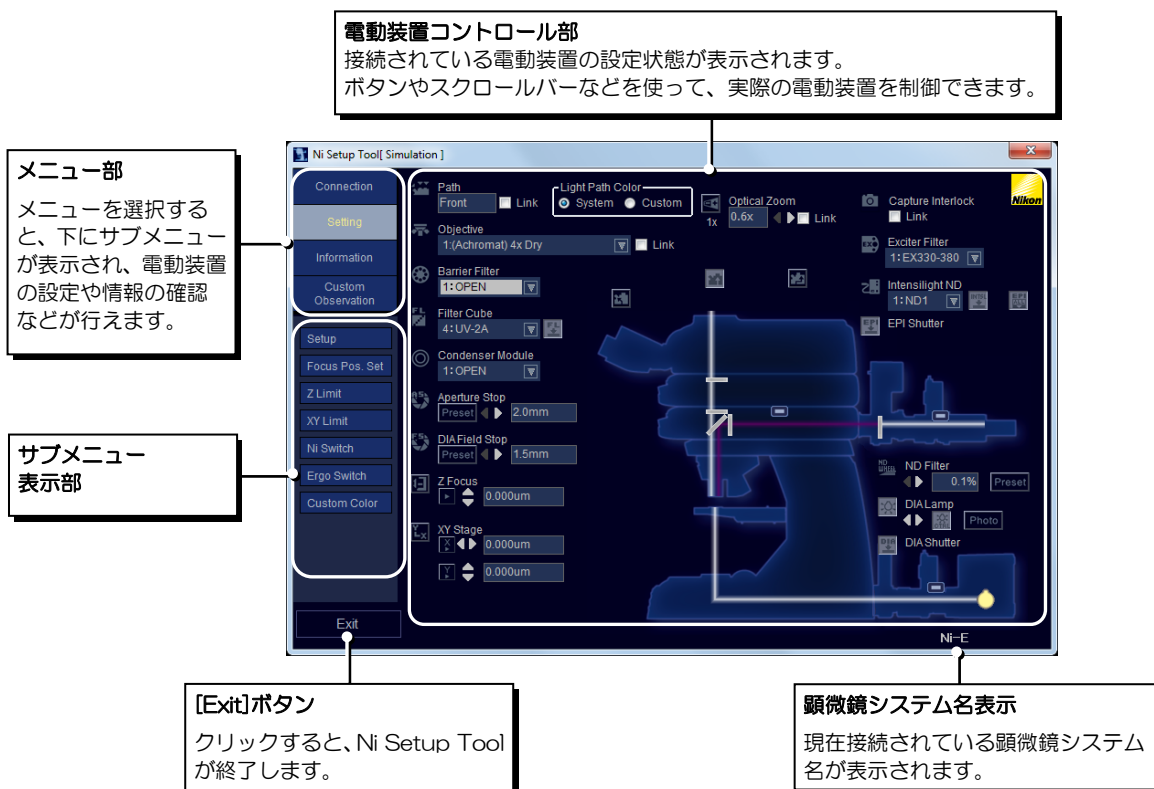 電動装置コントロール部
接続されている電動装置の設定状態が表示されます。
ボタンやスクロールバーなどを使って、実際の電動装置を制御できます。
メニュー部
メニューを選択する
と、下にサブメニュー
が表示され、電動装置
の設定や情報の確認
などが行えます。
サブメニュー
表示部
Ni Setup Tool[ Simulation ]
Connection
Setting
Information
Custom
Observation
Setup
Focus Pos. Set
Z Limit
XY Limit
Ni Switch
Ergo Switch
Custom Color
Exit
Path
Front
Link
Light Path Color
System
Custom
1x
Optical Zoom
0.6x
Link
Capture Interlock
Link
Nikon
Objective
1:(Achromat) 4x Dry
Link
Exciter Filter
1:EX330-380
Barrier Filter
1:OPEN
Intensilight ND
1:ND1
EPI Shutter
Filter Cube
4:UV-2A
Condenser Module
1:OPEN
Aperture Stop
Preset
2.0mm
DIA Field Stop
Preset
1.5mm
Z Focus
0.000um
XY Stage
X
0.000um
Y
0.000um
ND Filter
0.1%
Preset
DIA Lamp
Photo
DIA Shutter
Ni-E
[Exit]ボタン
クリックすると、Ni Setup Tool
が終了します。
顕微鏡システム名表示
現在接続されている顕微鏡システム
名が表示されます。